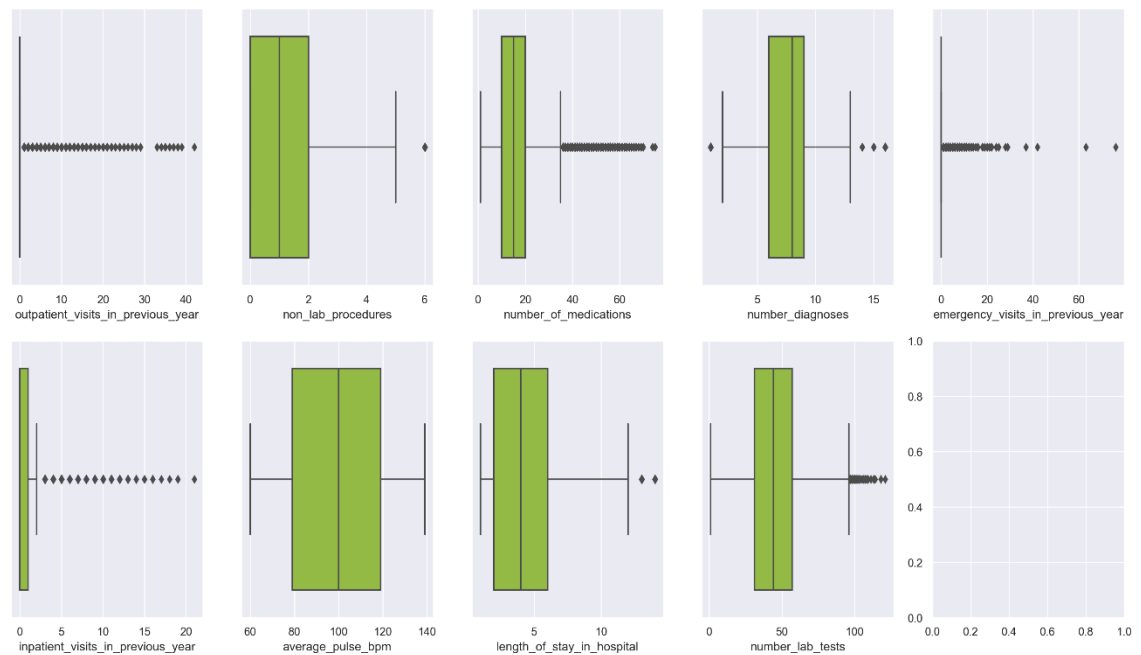 0 10 20 30 40
outpatient_visits_in_previous_year
0 2 4 6
non_lab_procedures
0 20 40 60
number_of_medications
5 10 15
number_diagnoses
0 20 40 60
emergency_visits_in_previous_year
0 5 10 15 20
inpatient_visits_in_previous_year
60 80 100 120 140
average_pulse_bpm
5 10
length_of_stay_in_hospital
0 50 100
number_lab_tests
1.0
0.8
0.6
0.4
0.2
0.0
0.0 0.2 0.4 0.6 0.8 1.0